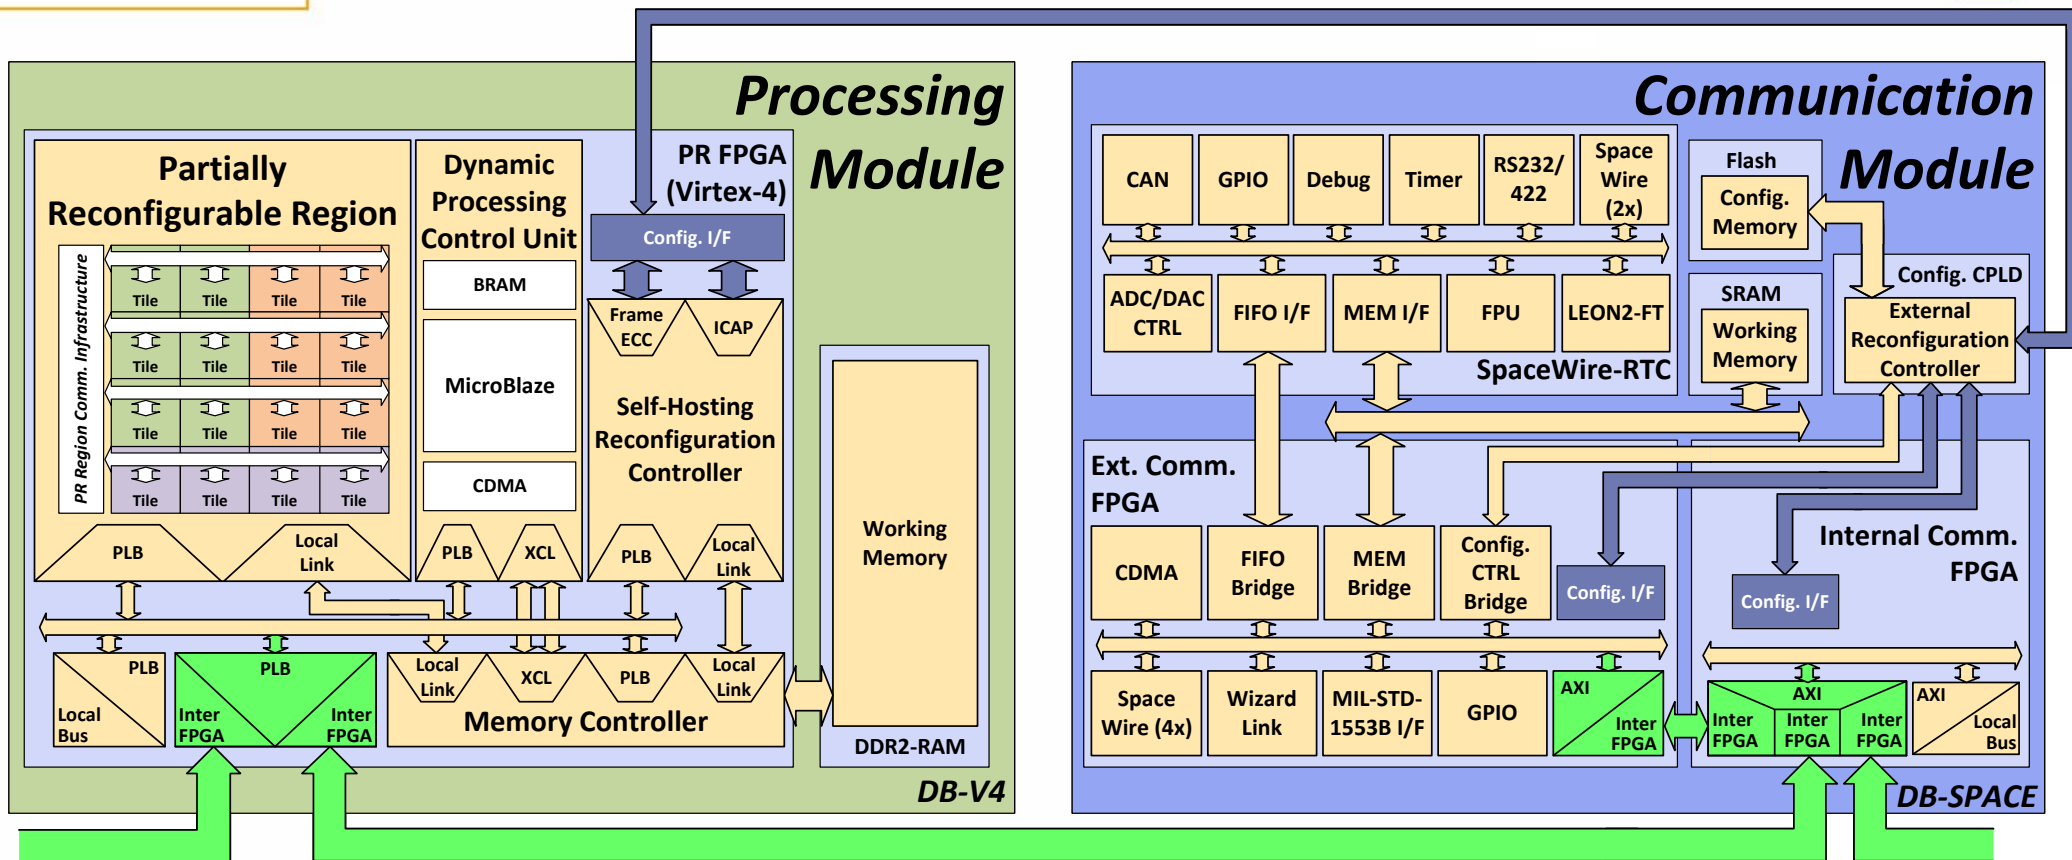 Processing
Module
PR FPGA
(Virtex-4)
Partially
Reconfigurable Region
PR Region Comm. Infrastructure
Tile Tile Tile Tile
Tile Tile Tile Tile
Tile Tile Tile Tile
Tile Tile Tile Tile
PLB
Local
Link
Dynamic
Processing
Control Unit
BRAM
MicroBlaze
CDMA
PLB
XCL
Config. I/F
Frame
ECC
ICAP
Self-Hosting
Reconfiguration
Controller
PLB
Local
Link
PLB
Local
Bus
PLB
Inter
FPGA
Inter
FPGA
Local
Link
XCL
PLB
Local
Link
Memory Controller
Working
Memory
DDR2-RAM
DB-V4
Communication
Module
CAN
GPIO
Debug
Timer
RS232/
422
Space
Wire
(2x)
ADC/DAC
CTRL
FIFO I/F
MEM I/F
FPU
LEON2-FT
SpaceWire-RTC
Flash
Config.
Memory
SRAM
Working
Memory
Config. CPLD
External
Reconfiguration
Controller
Ext. Comm.
FPGA
CDMA
FIFO
Bridge
MEM
Bridge
Config.
CTRL
Bridge
Config. I/F
Space
Wire (4x)
Wizard
Link
MIL-STD-
1553B I/F
GPIO
AXI
Inter
FPGA
Internal Comm.
FPGA
Config. I/F
AXI
Inter
FPGA
Inter
FPGA
Inter
FPGA
AXI
Local
Bus
DB-SPACE